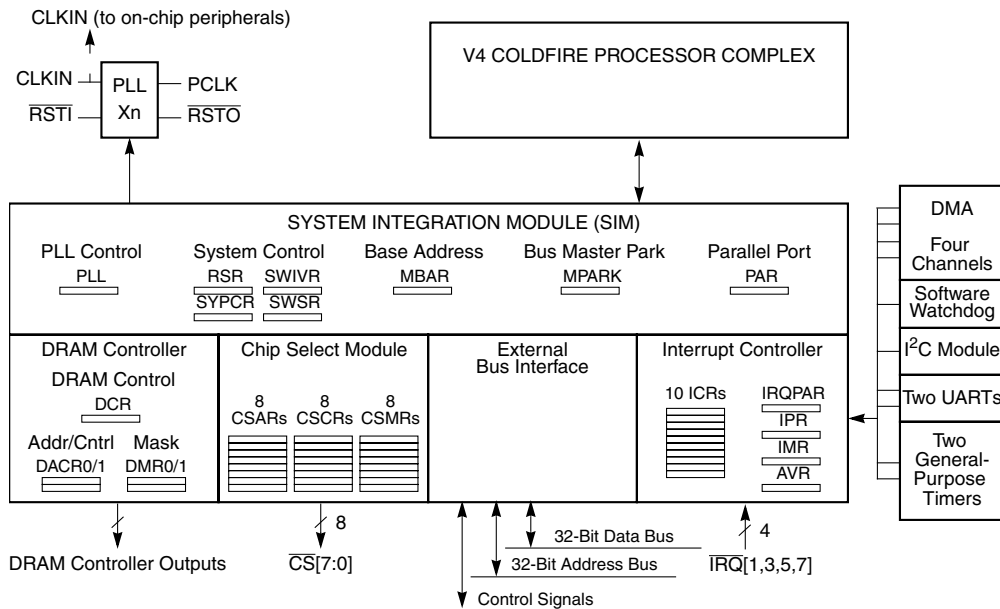 CLKIN (to on-chip peripherals)
CLKIN
PLL
Xn
PCLK
RSTI
RSTO
V4 COLDFIRE PROCESSOR COMPLEX
SYSTEM INTEGRATION MODULE (SIM)
PLL Control
PLL
System Control
RSR SWIVR
SYPCR SWSR
Base Address
MBAR
Bus Master Park
MPARK
Parallel Port
PAR
DRAM Controller
DRAM Control
DCR
Addr/Cntrl Mask
DACR0/1 DMR0/1
Chip Select Module
8 8 8
CSARs CSCRs CSMRs
External
Bus Interface
Interrupt Controller
10 ICRs
IRQPAR
IPR
IMR
AVR
DMA
Four
Channels
Software
Watchdog
I²C Module
Two UARTs
Two
General-
Purpose
Timers
DRAM Controller Outputs
8
CS[7:0]
32-Bit Data Bus
32-Bit Address Bus
Control Signals
4
IRQ[1,3,5,7]